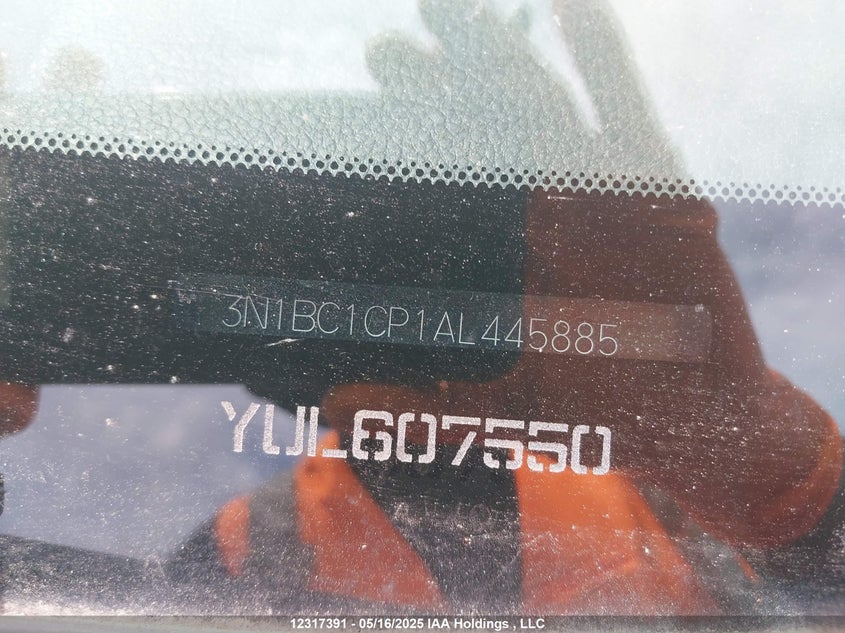 3N1BC1CP1AL445885
YUL607550
12317391 - 05/16/2025 IAA Holdings , LLC